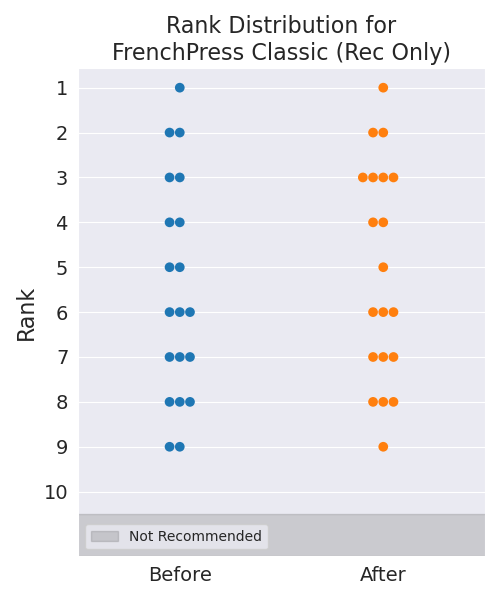 Rank Distribution for
FrenchPress Classic (Rec Only)
Rank
1
2
3
4
5
6
7
8
9
10
Not Recommended
Before After